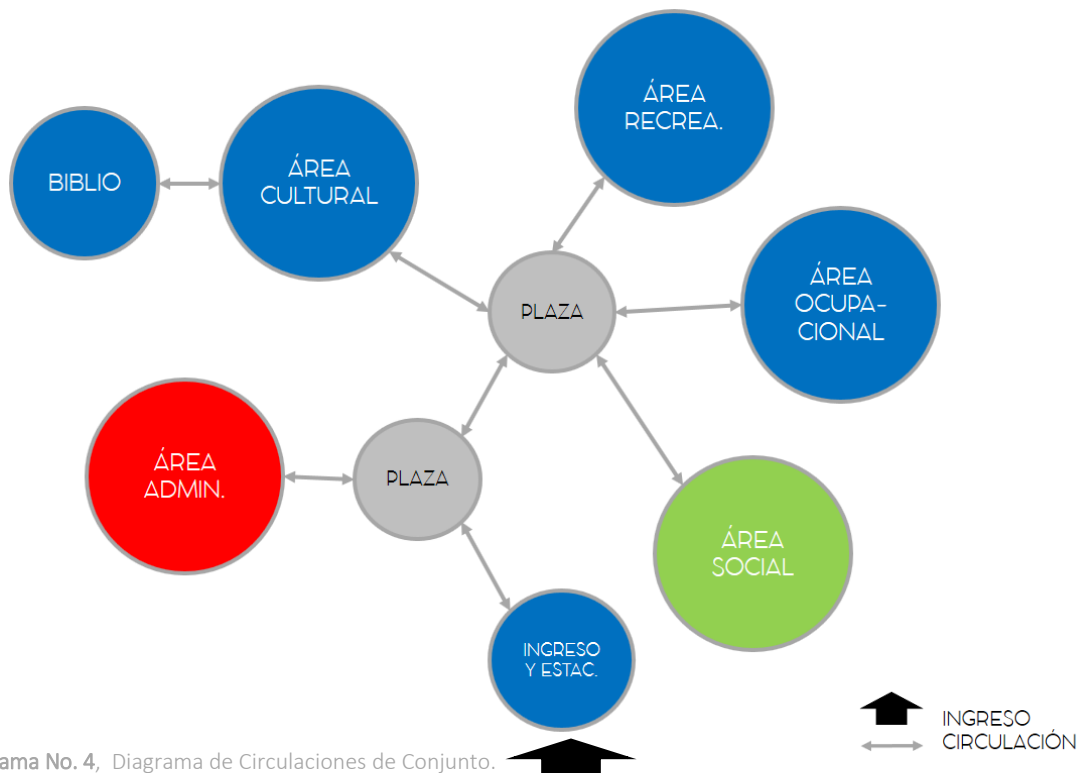 ÁREA
RECREA.
BIBLIO
ÁREA
CULTURAL
ÁREA
OCUPA-
CIONAL
PLAZA
ÁREA
ADMIN.
PLAZA
ÁREA
SOCIAL
INGRESO
Y ESTAC.
INGRESO
CIRCULACIÓN
ama No. 4, Diagrama de Circulaciones de Conjunto.